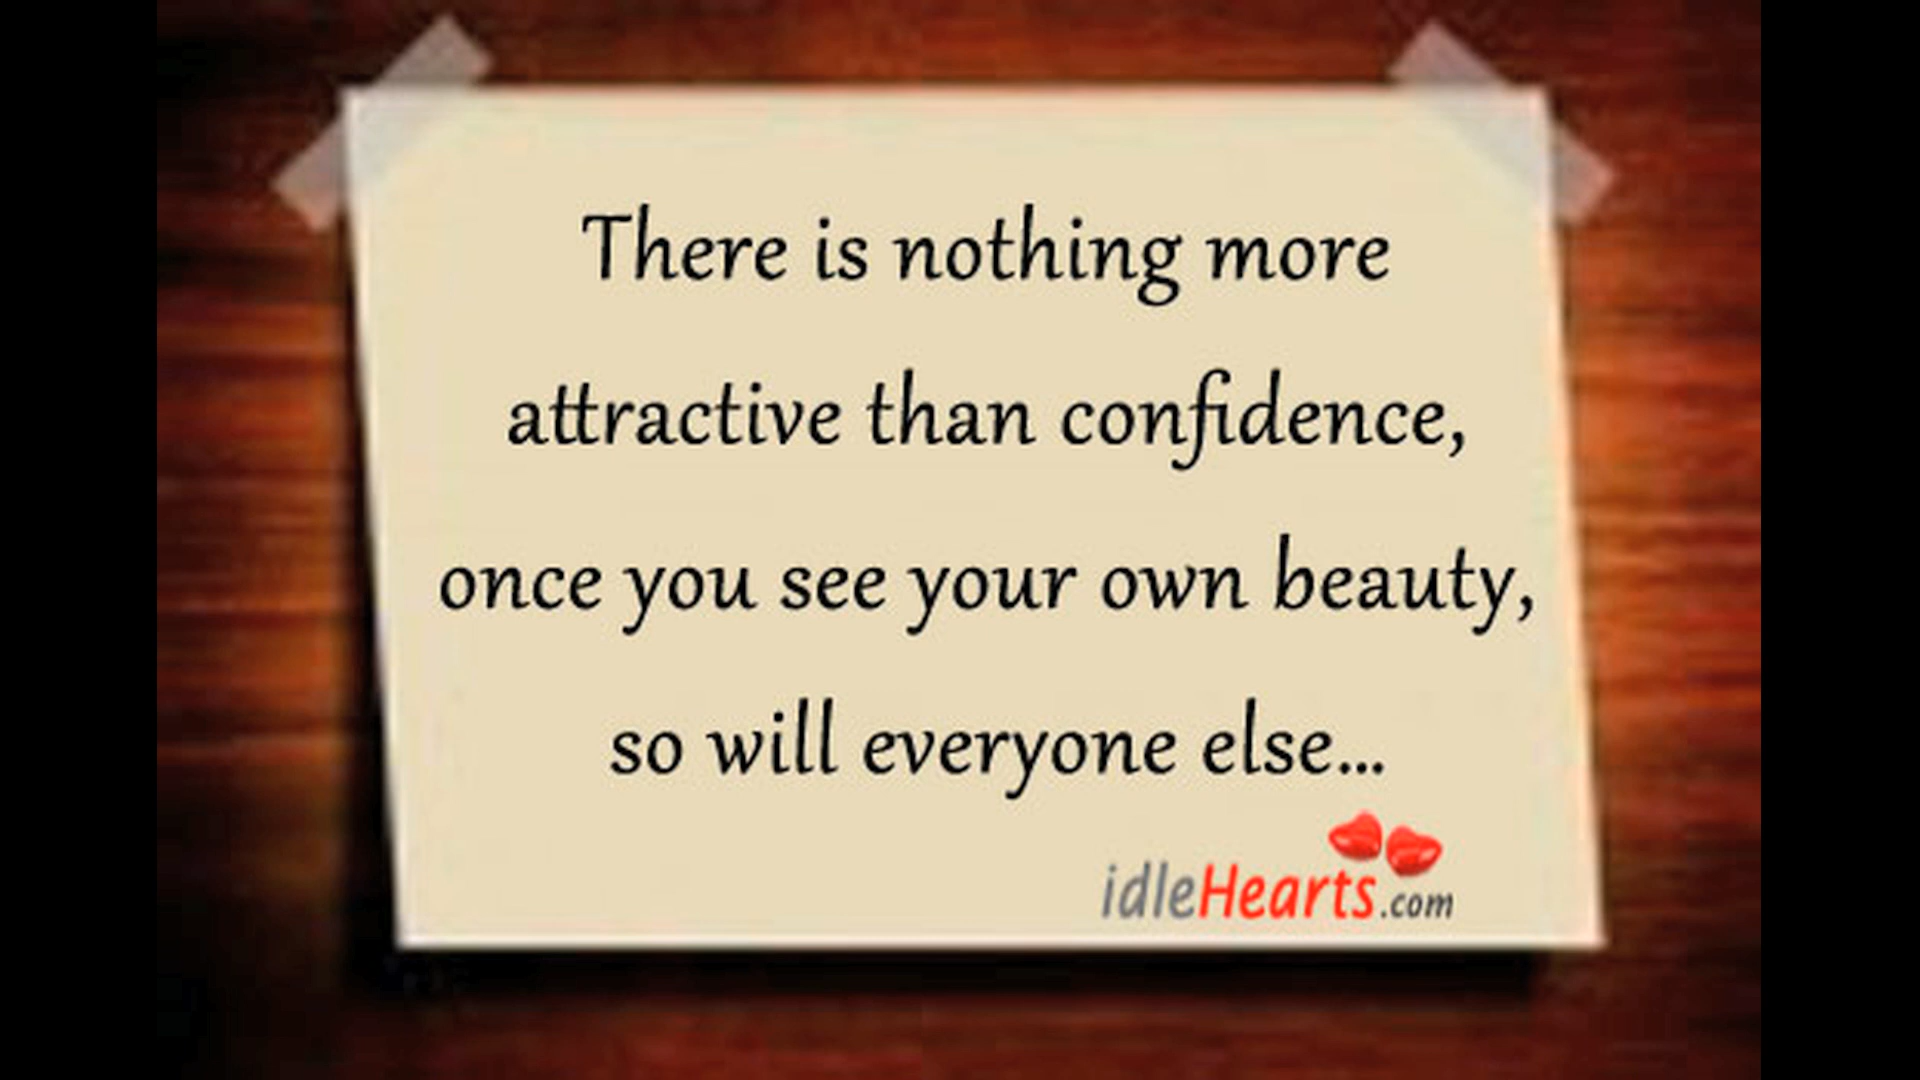 There is nothing more
attractive than confidence,
once you see your own beauty,
so will everyone else...
idleHearts.com